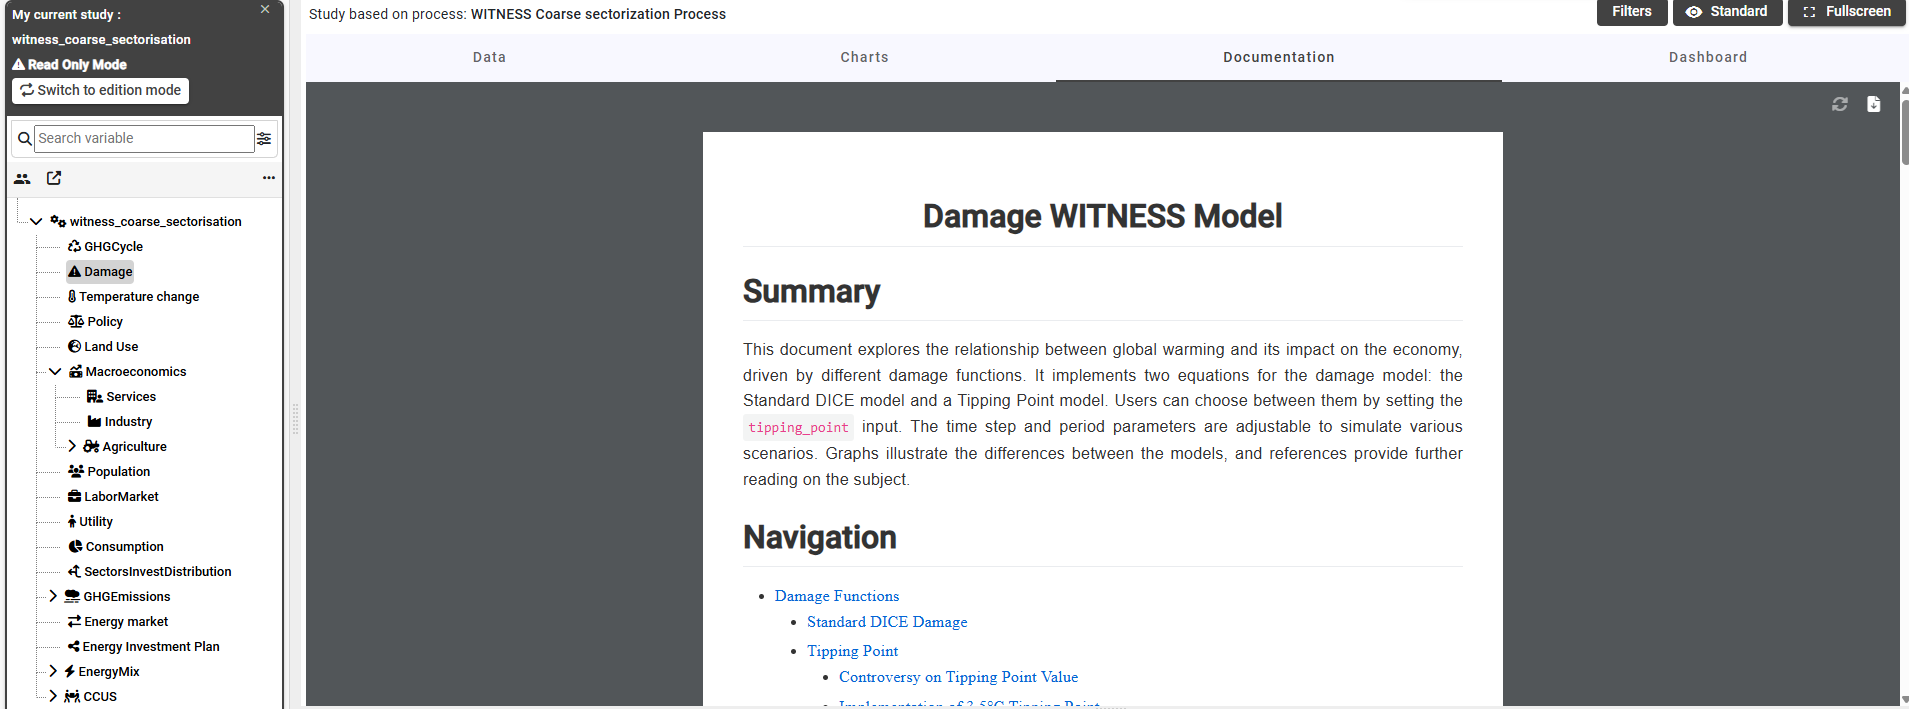 My current study :
witness_coarse_sectorisation
Read Only Mode
Switch to edition mode
Search variable
witness_coarse_sectorisation
GHGCycle
Damage
Temperature change
Policy
Land Use
Macroeconomics
Services
Industry
Agriculture
Population
LaborMarket
Utility
Consumption
SectorsInvestDistribution
GHGEmissions
Energy market
Energy Investment Plan
EnergyMix
CCUS
Study based on process: WITNESS Coarse sectorization Process
Filters
Standard
Fullscreen
Data
Charts
Documentation
Dashboard
Damage WITNESS Model
Summary
This document explores the relationship between global warming and its impact on the economy,
driven by different damage functions. It implements two equations for the damage model: the
Standard DICE model and a Tipping Point model. Users can choose between them by setting the
tipping_point input. The time step and period parameters are adjustable to simulate various
scenarios. Graphs illustrate the differences between the models, and references provide further
reading on the subject.
Navigation
Damage Functions
Standard DICE Damage
Tipping Point
Controversy on Tipping Point Value
Implementation of 3.5°C Tipping Point